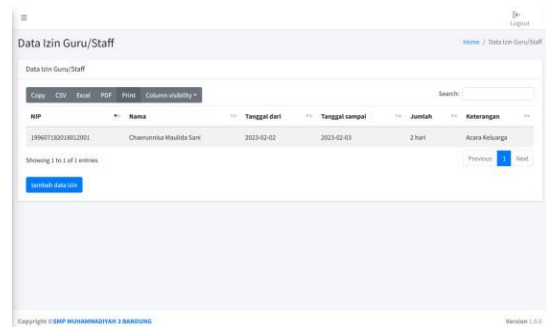 Logout
Data Izin Guru/Staff
Home / Data Izin Guru/Staff
Data Izin Guru/Staff
Copy CSV Excel PDF Print Column visibility
Search:
NIP Nama Tanggal dari Tanggal sampai Jumlah Keterangan
199607182018012001 Chaerunnisa Maulida Sani 2023-02-02 2023-02-03 2 hari Acara Keluarga
Showing 1 to 1 of 1 entries
Previous 1 Next
tambah data izin
Copyright © SMP MUHAMMADIYAH 3 BANDUNG
Version 1.0.0